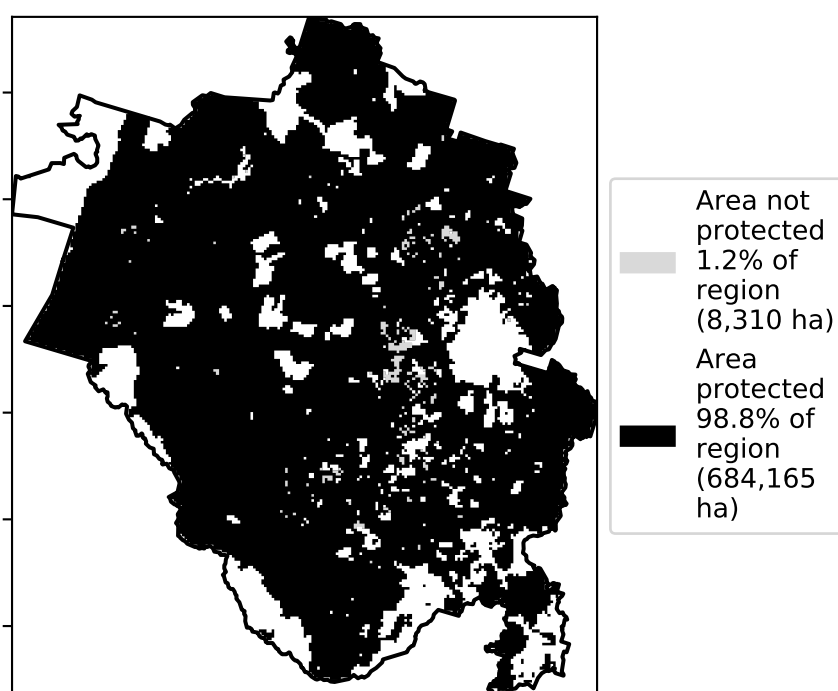 Area not
protected
1.2% of
region
(8,310 ha)
Area
protected
98.8% of
region
(684,165
ha)